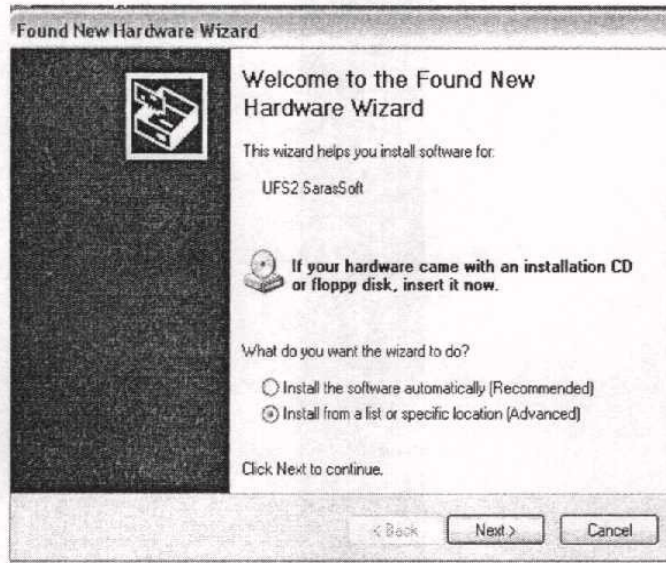 Found New Hardware Wizard
Welcome to the Found New
Hardware Wizard
This wizard helps you install software for:
UFS2 SarasSoft
If your hardware came with an installation CD
or floppy disk, insert it now.
What do you want the wizard to do?
Install the software automatically (Recommended)
Install from a list or specific location (Advanced)
Click Next to continue.
< Back
Next >
Cancel